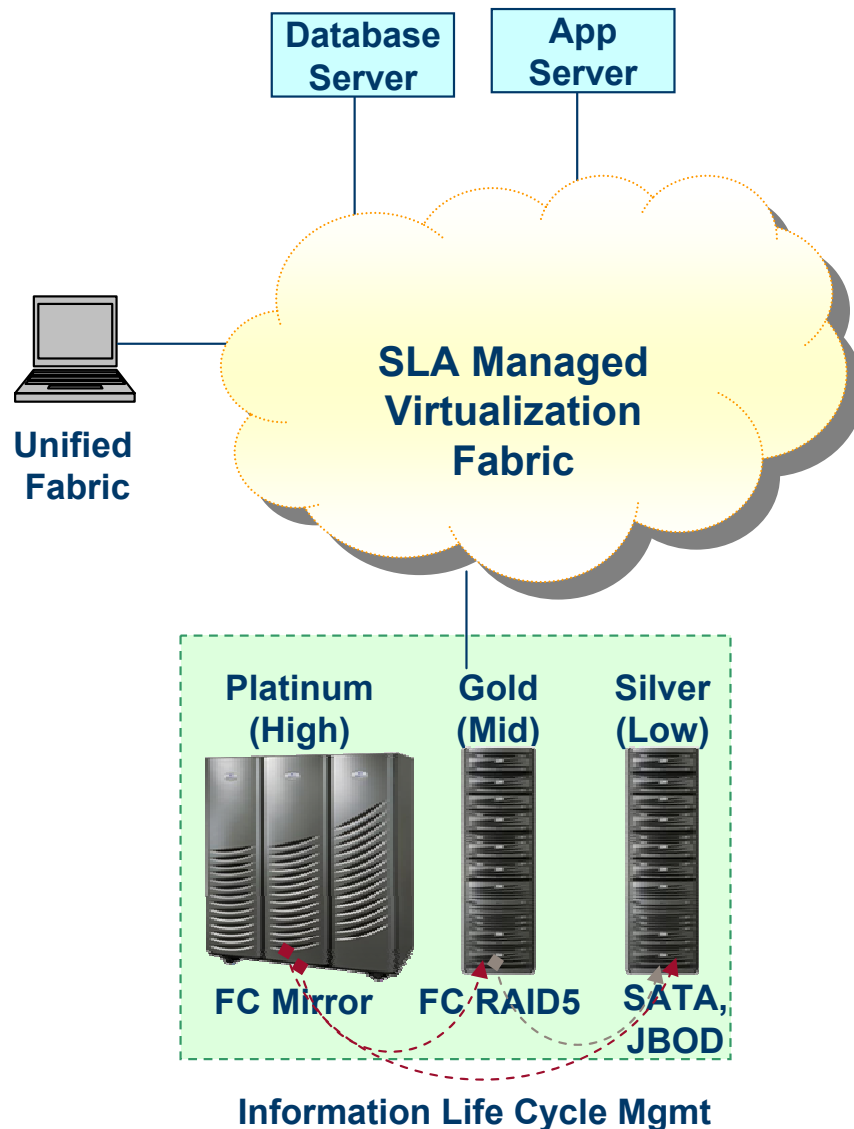 Database
Server
App
Server
SLA Managed
Virtualization
Fabric
Unified
Fabric
Platinum
(High)
Gold
(Mid)
Silver
(Low)
FC Mirror
FC RAID5
SATA,
JBOD
Information Life Cycle Mgmt